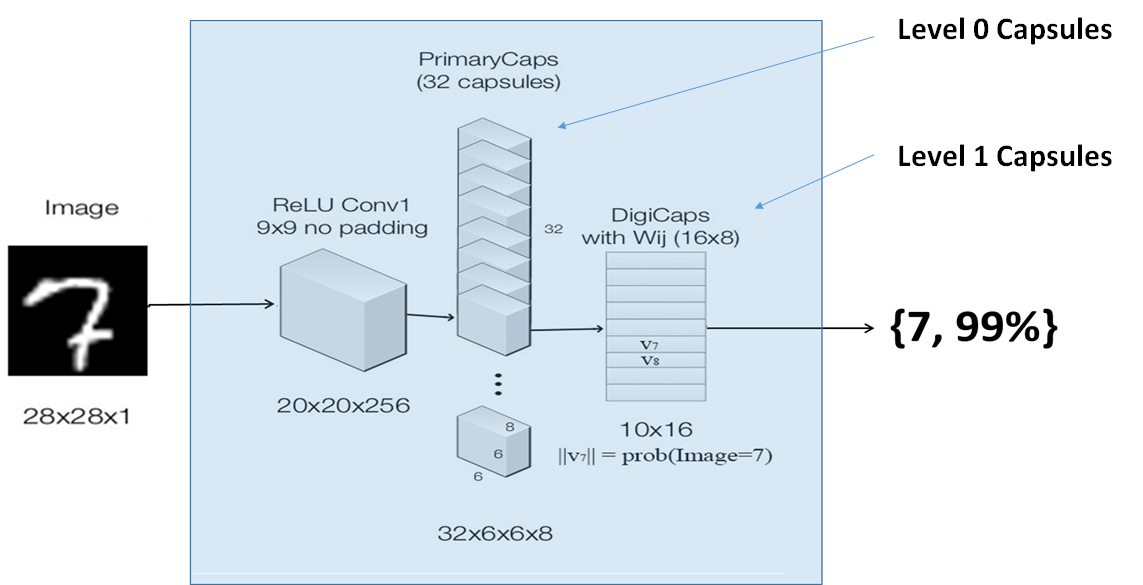 Level 0 Capsules
PrimaryCaps
(32 capsules)
Level 1 Capsules
Image
ReLU Conv1
9x9 no padding
32
DigiCaps
with Wij (16x8)
7
{7, 99%}
v7
v8
28x28x1
20x20x256
8
6
6
10x16
||v7|| = prob(Image=7)
32x6x6x8